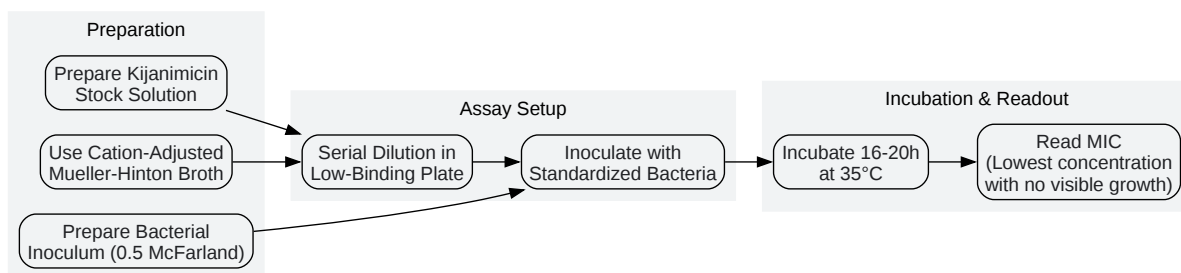 Preparation
Prepare Kijanimicin
Stock Solution
Use Cation-Adjusted
Mueller-Hinton Broth
Prepare Bacterial
Inoculum (0.5 McFarland)
Assay Setup
Serial Dilution in
Low-Binding Plate
Inoculate with
Standardized Bacteria
Incubation & Readout
Incubate 16-20h
at 35°C
Read MIC
(Lowest concentration
with no visible growth)